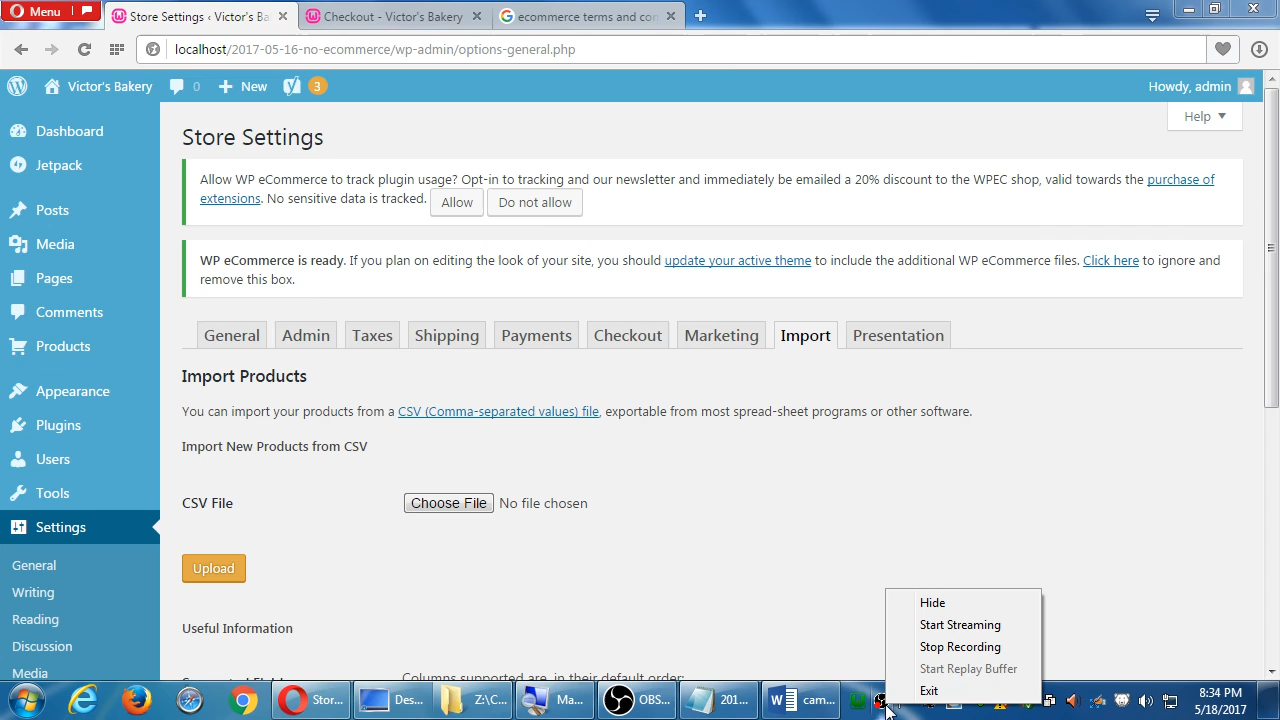 Menu
Store Settings ‹ Victor's Ba
Checkout - Victor's Bakery
ecommerce terms and con
localhost/2017-05-16-no-ecommerce/wp-admin/options-general.php
Victor's Bakery
0
New
3
Howdy, admin
Help
Dashboard
Jetpack
Posts
Media
Pages
Comments
Products
Appearance
Plugins
Users
Tools
Settings
General
Writing
Reading
Discussion
Media
Store Settings
Allow WP eCommerce to track plugin usage? Opt-in to tracking and our newsletter and immediately be emailed a 20% discount to the WPEC shop, valid towards the purchase of
extensions. No sensitive data is tracked. Allow Do not allow
WP eCommerce is ready. If you plan on editing the look of your site, you should update your active theme to include the additional WP eCommerce files. Click here to ignore and
remove this box.
General Admin Taxes Shipping Payments Checkout Marketing Import Presentation
Import Products
You can import your products from a CSV (Comma-separated values) file, exportable from most spread-sheet programs or other software.
Import New Products from CSV
CSV File
Choose File No file chosen
Upload
Useful Information
Columns supported are, in their default order:
Hide
Start Streaming
Stop Recording
Start Replay Buffer
Exit
Stor...
Des...
Z:\C...
Ma...
OBS...
201...
cam...
8:34 PM
5/18/2017